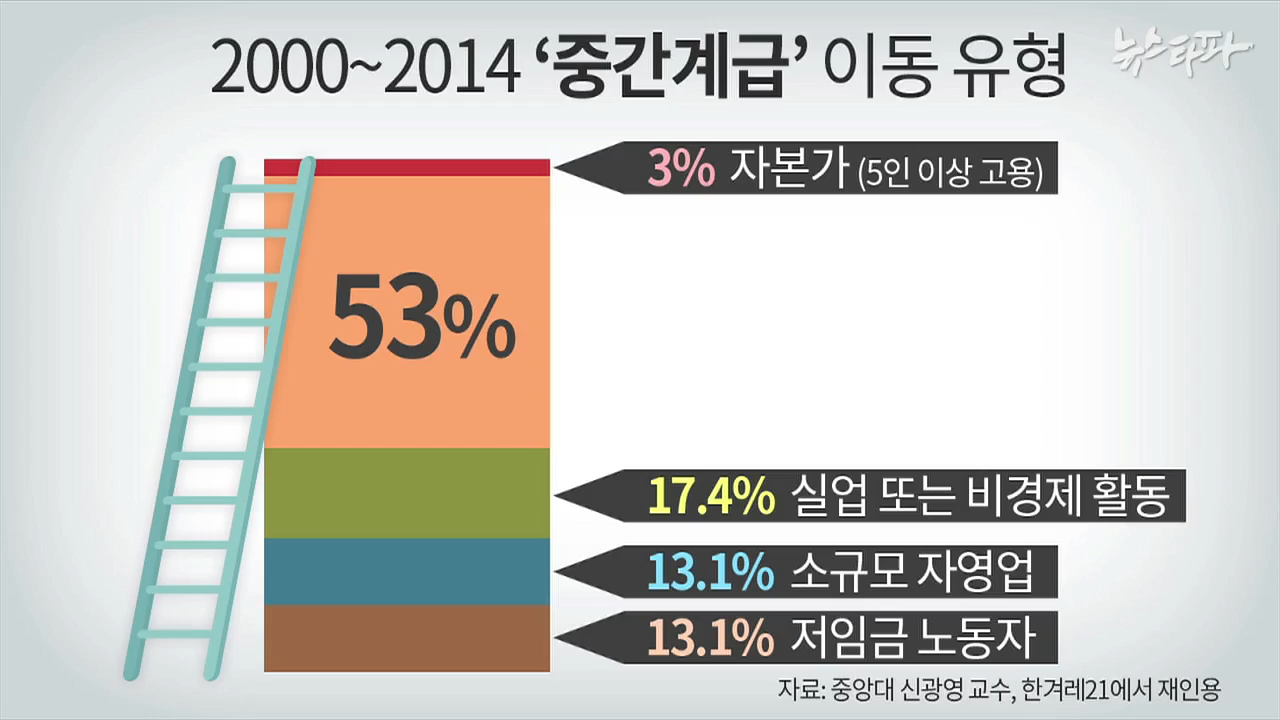 2000~2014 ‘중간계급’ 이동 유형
뉴스타파
3% 자본가 (5인 이상 고용)
53%
17.4% 실업 또는 비경제 활동
13.1% 소규모 자영업
13.1% 저임금 노동자
자료: 중앙대 신광영 교수, 한겨레21에서 재인용